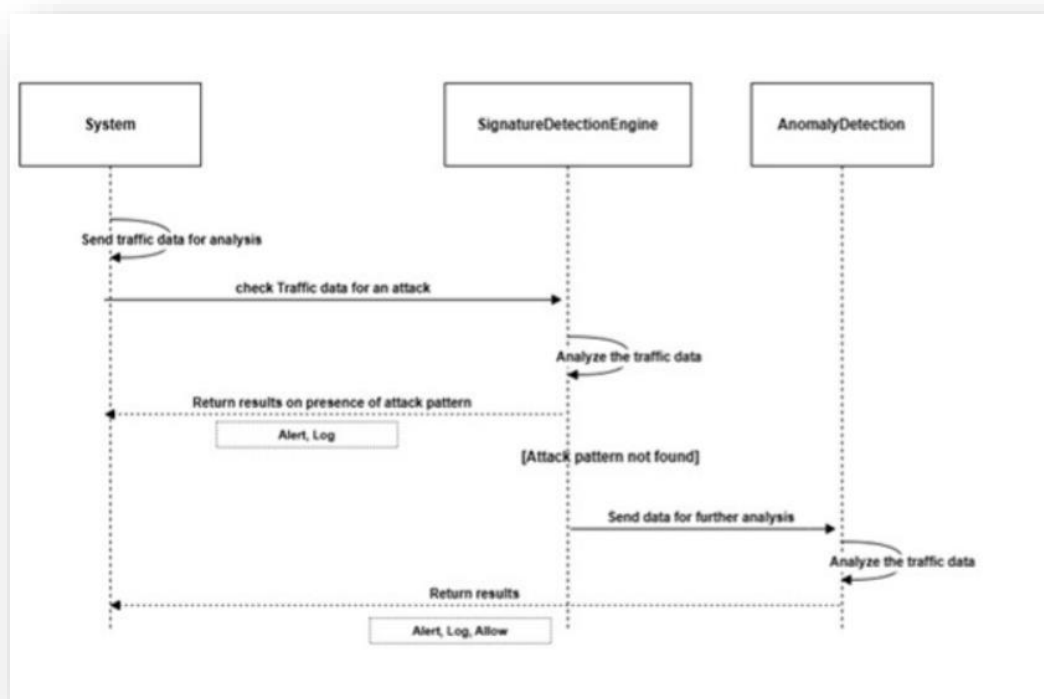 System
SignatureDetectionEngine
AnomalyDetection
Send traffic data for analysis
check Traffic data for an attack
Analyze the traffic data
Return results on presence of attack pattern
Alert, Log
[Attack pattern not found]
Send data for further analysis
Analyze the traffic data
Return results
Alert, Log, Allow